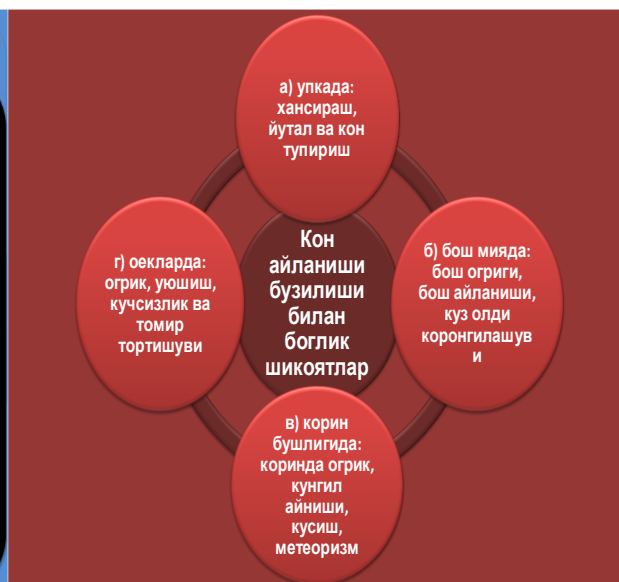 а) упкада:
хансираш,
йутал ва кон
тупириш
Кон
айланиши
бузилиши
билан
боглик
шикоятлар
б) бош мияда:
бош огриги,
бош айланиши,
куз олди
коронгилашув
и
в) корин
бушлигида:
коринда огрик,
кунгил
айниши,
кусиш,
метеоризм
г) оекларда:
огрик, уюшиш,
кучсизлик ва
томир
тортишуви